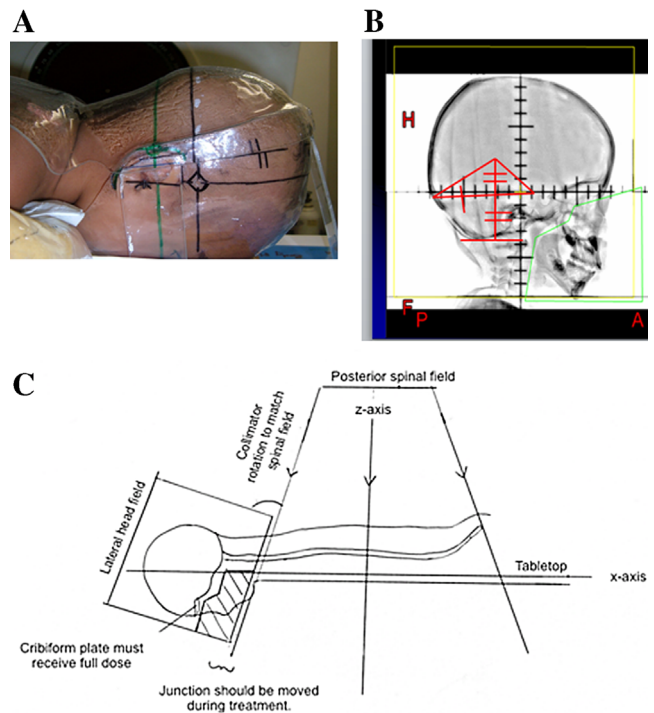 A
B
H
F
P
A
C
Posterior spinal field
z-axis
Collimator
rotation to match
spinal field
Lateral head field
Tabletop
x-axis
Cribiform plate must
receive full dose
Junction should be moved
during treatment.